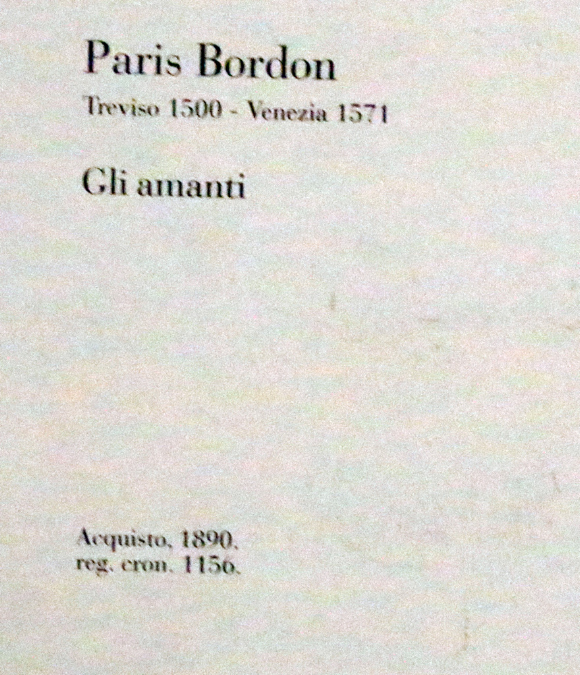 Paris Bordon
Treviso 1500 - Venezia 1571
Gli amanti
Acquisto, 1890.
reg. cron. 1156.